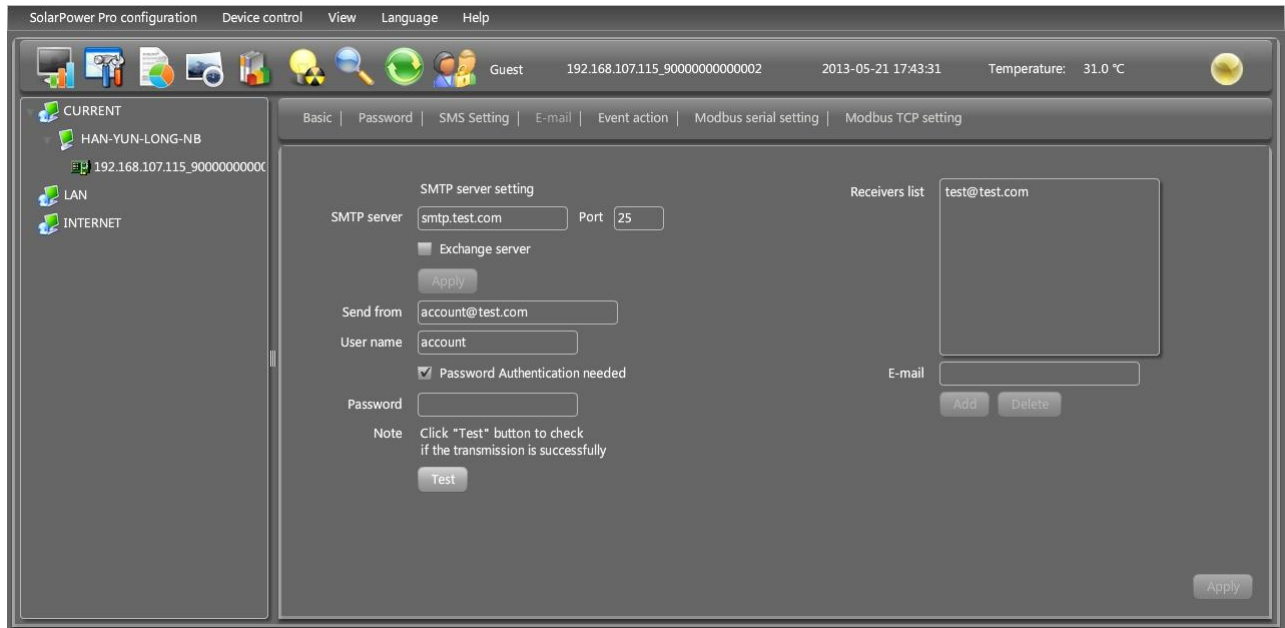 SolarPower Pro configuration Device control View Language Help
Guest 192.168.107.115_90000000000002 2013-05-21 17:43:31 Temperature: 31.0 ℃
CURRENT
HAN-YUN-LONG-NB
192.168.107.115_9000000000
LAN
INTERNET
Basic | Password | SMS Setting | E-mail | Event action | Modbus serial setting | Modbus TCP setting
SMTP server setting
SMTP server smtp.test.com Port 25
Exchange server
Apply
Send from account@test.com
User name account
Password Authentication needed
Password
Note Click "Test" button to check
if the transmission is successfully
Test
Receivers list test@test.com
E-mail
Add Delete
Apply